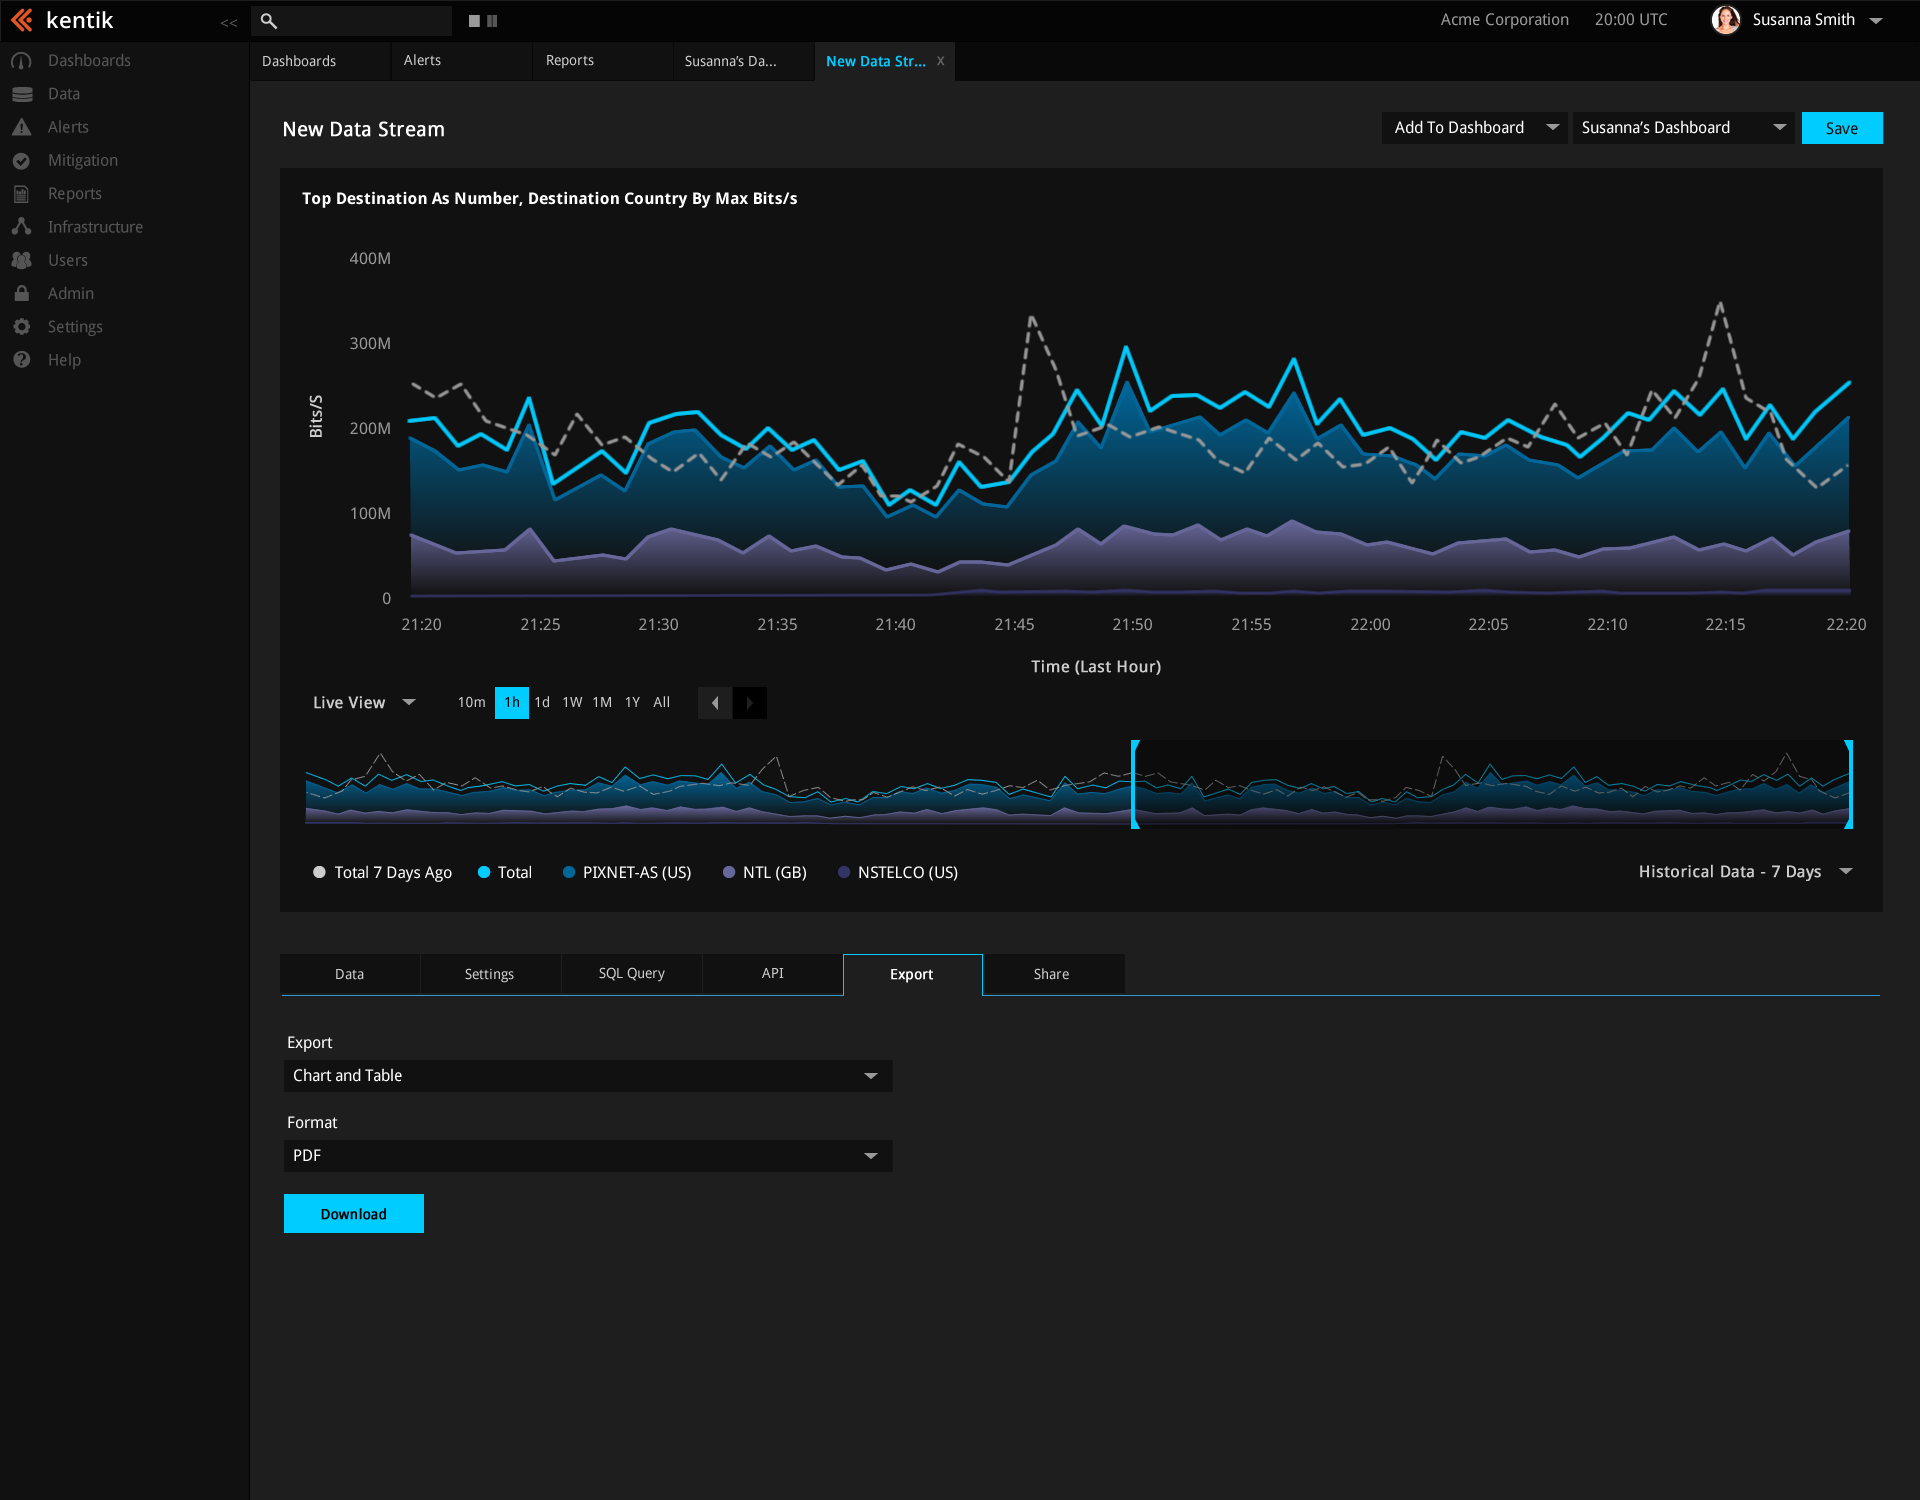 kentik
<<
Acme Corporation
20:00 UTC
Susanna Smith
Dashboards
Data
Alerts
Mitigation
Reports
Infrastructure
Users
Admin
Settings
Help
Dashboards
Alerts
Reports
Susanna’s Da...
New Data Str...
X
New Data Stream
Add To Dashboard
Susanna’s Dashboard
Save
Top Destination As Number, Destination Country By Max Bits/s
400M
300M
200M
100M
0
Bits/S
21:20
21:25
21:30
21:35
21:40
21:45
21:50
21:55
22:00
22:05
22:10
22:15
22:20
Time (Last Hour)
Live View
10m
1h
1d
1W
1M
1Y
All
Total 7 Days Ago
Total
PIXNET-AS (US)
NTL (GB)
NSTELCO (US)
Historical Data - 7 Days
Data
Settings
SQL Query
API
Export
Share
Export
Chart and Table
Format
PDF
Download